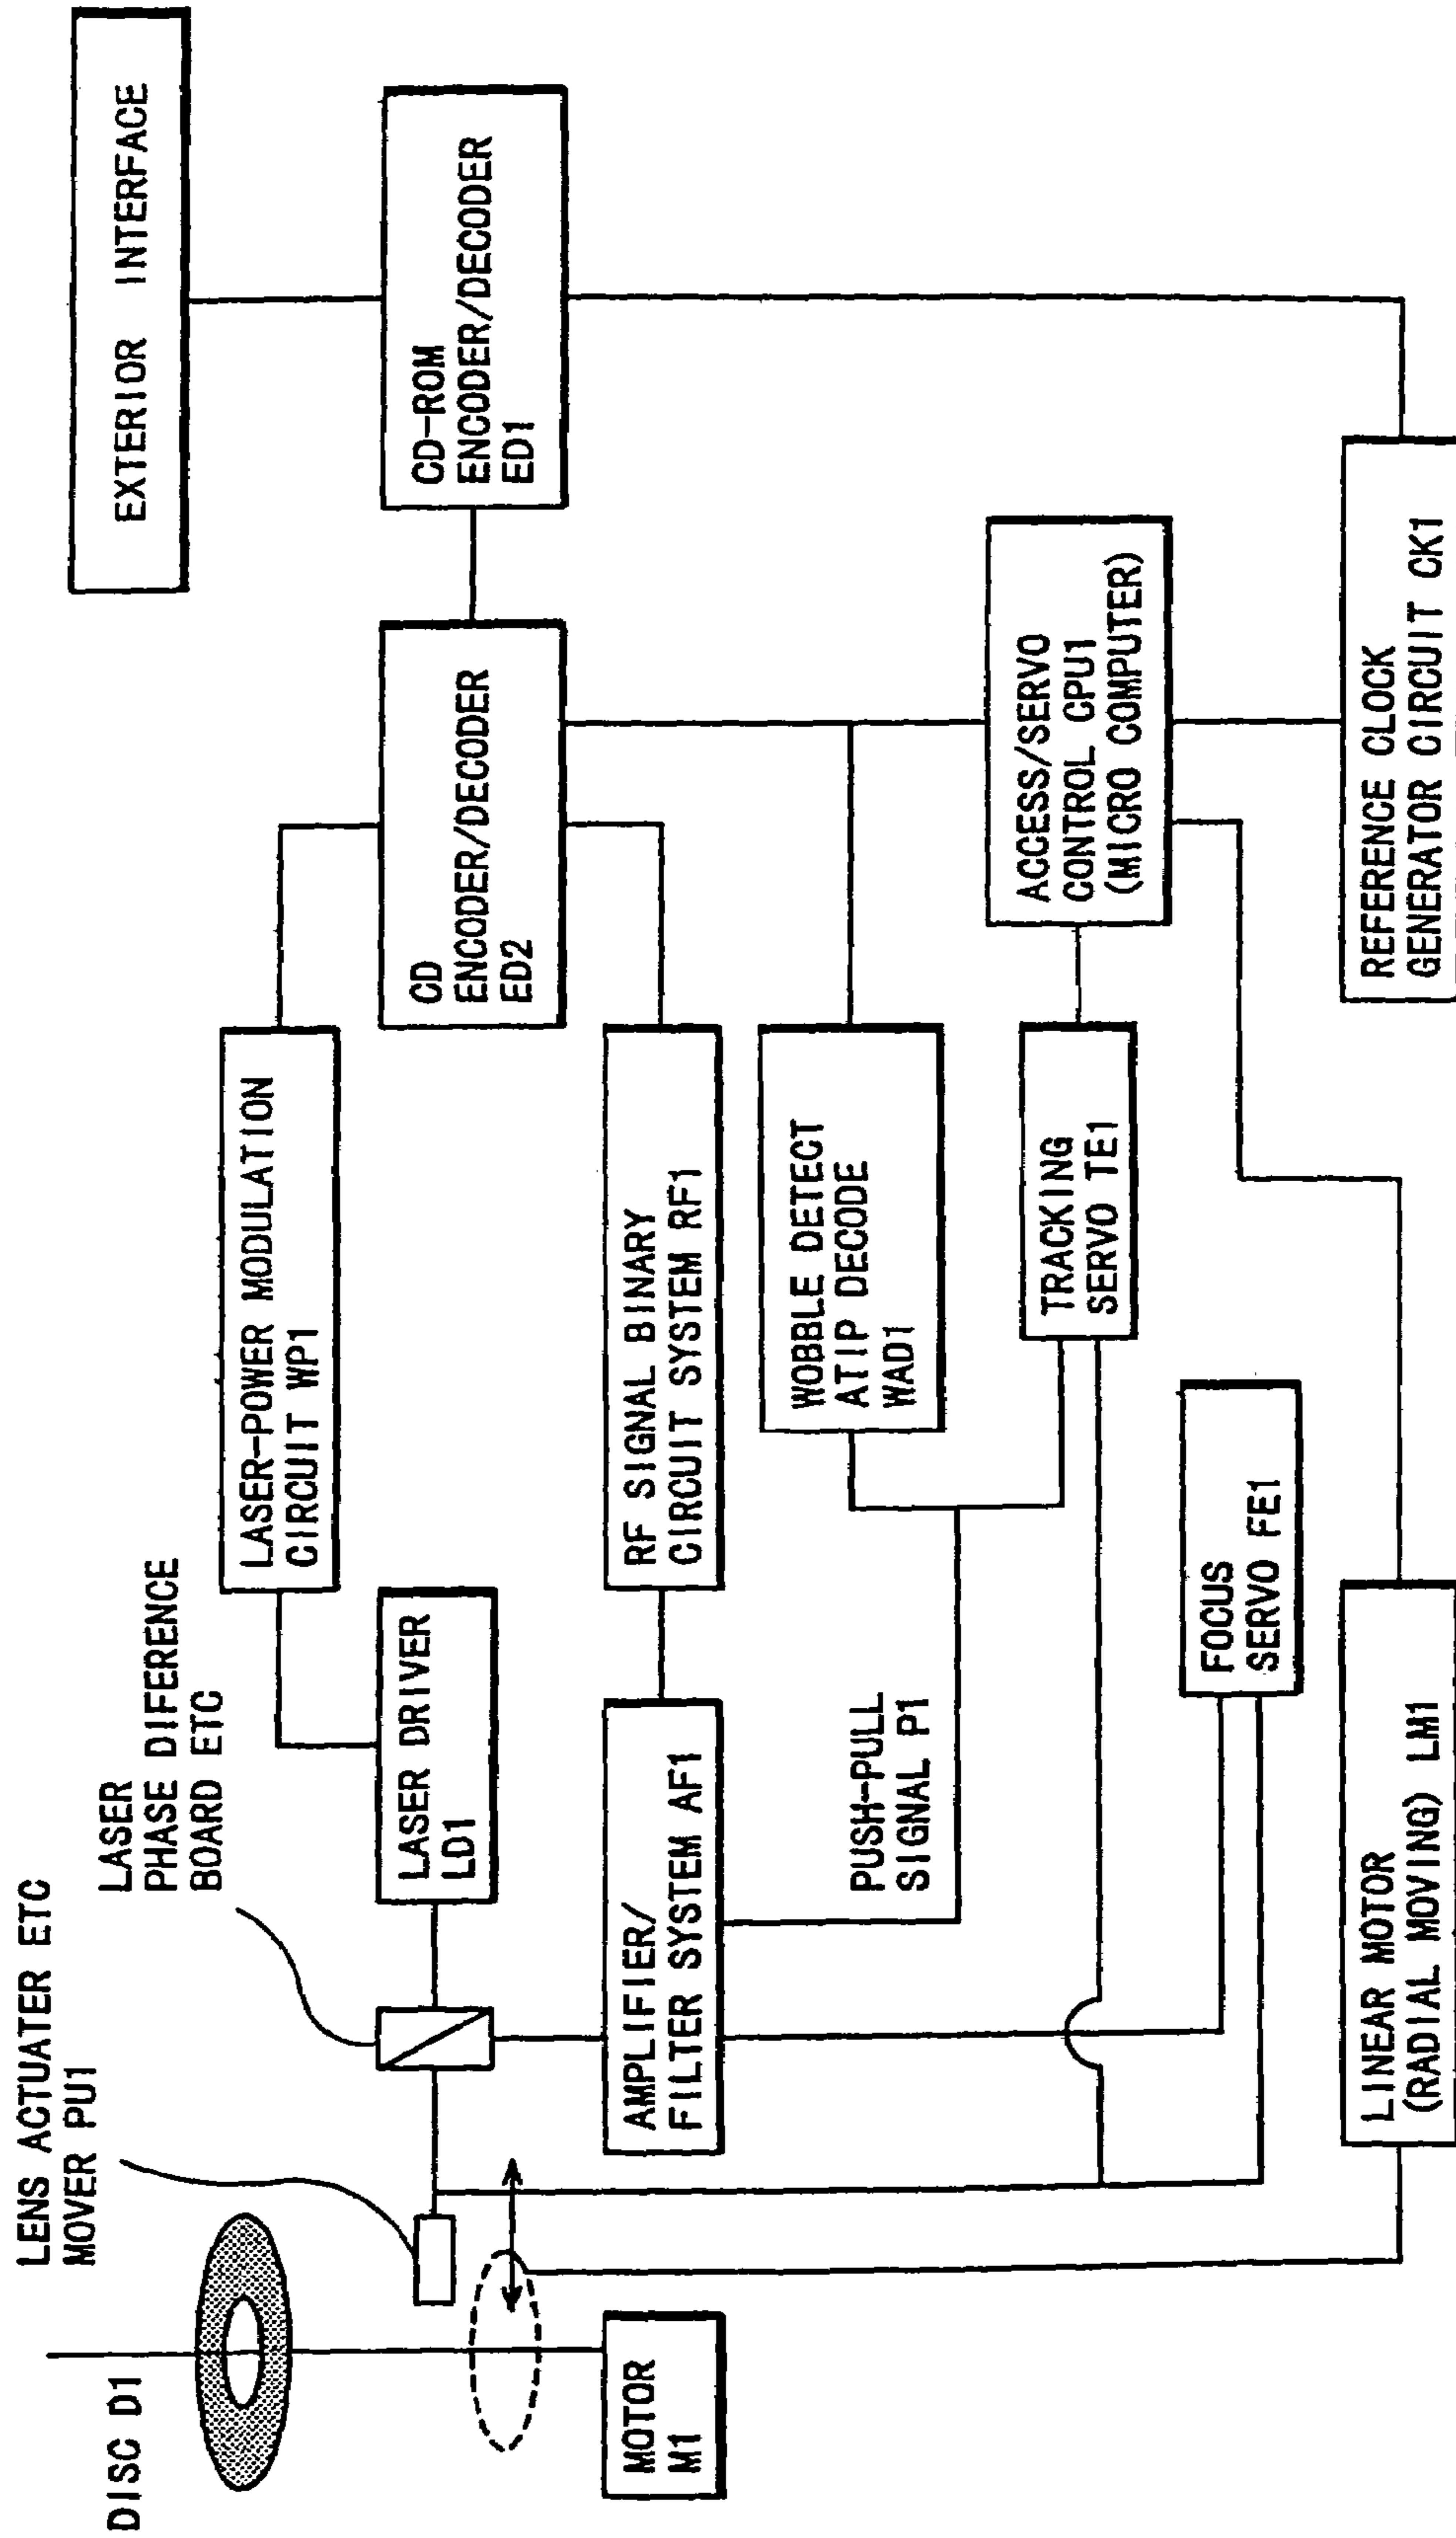 LENS ACTUATER ETC
MOVER PU1
DISC D1
LASER
PHASE DIFERENCE
BOARD ETC
EXTERIOR INTERFACE
LASER-POWER MODULATION
CIRCUIT WP1
LASER DRIVER
LD1
CD
ENCODER/DECODER
ED2
CD-ROM
ENCODER/DECODER
ED1
MOTOR
M1
AMPLIFIER/
FILTER SYSTEM AF1
RF SIGNAL BINARY
CIRCUIT SYSTEM RF1
WOBBLE DETECT
ATIP DECODE
WAD1
PUSH-PULL
SIGNAL P1
TRACKING
SERVO TE1
ACCESS/SERVO
CONTROL CPU1
(MICRO COMPUTER)
FOCUS
SERVO FE1
LINEAR MOTOR
(RADIAL MOVING) LM1
REFERENCE CLOCK
GENERATOR CIRCUIT CK1